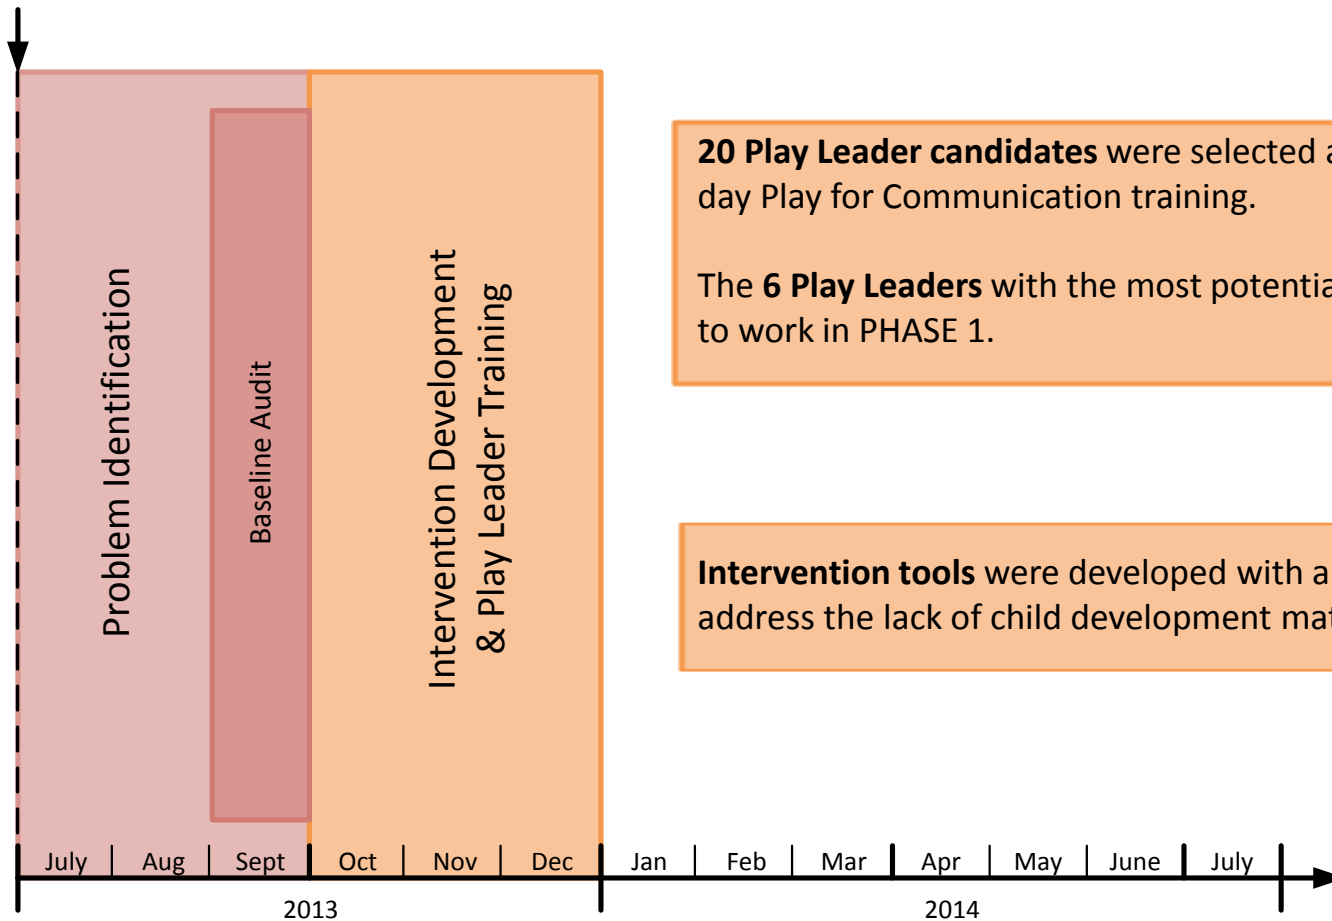 Problem Identification
Baseline Audit
Intervention Development
& Play Leader Training
20 Play Leader candidates were selected
day Play for Communication training.
The 6 Play Leaders with the most
to work in PHASE 1.
Intervention tools were developed with a
address the lack of child development
July Aug Sept Oct Nov Dec Jan Feb Mar Apr May June July
2013 2014